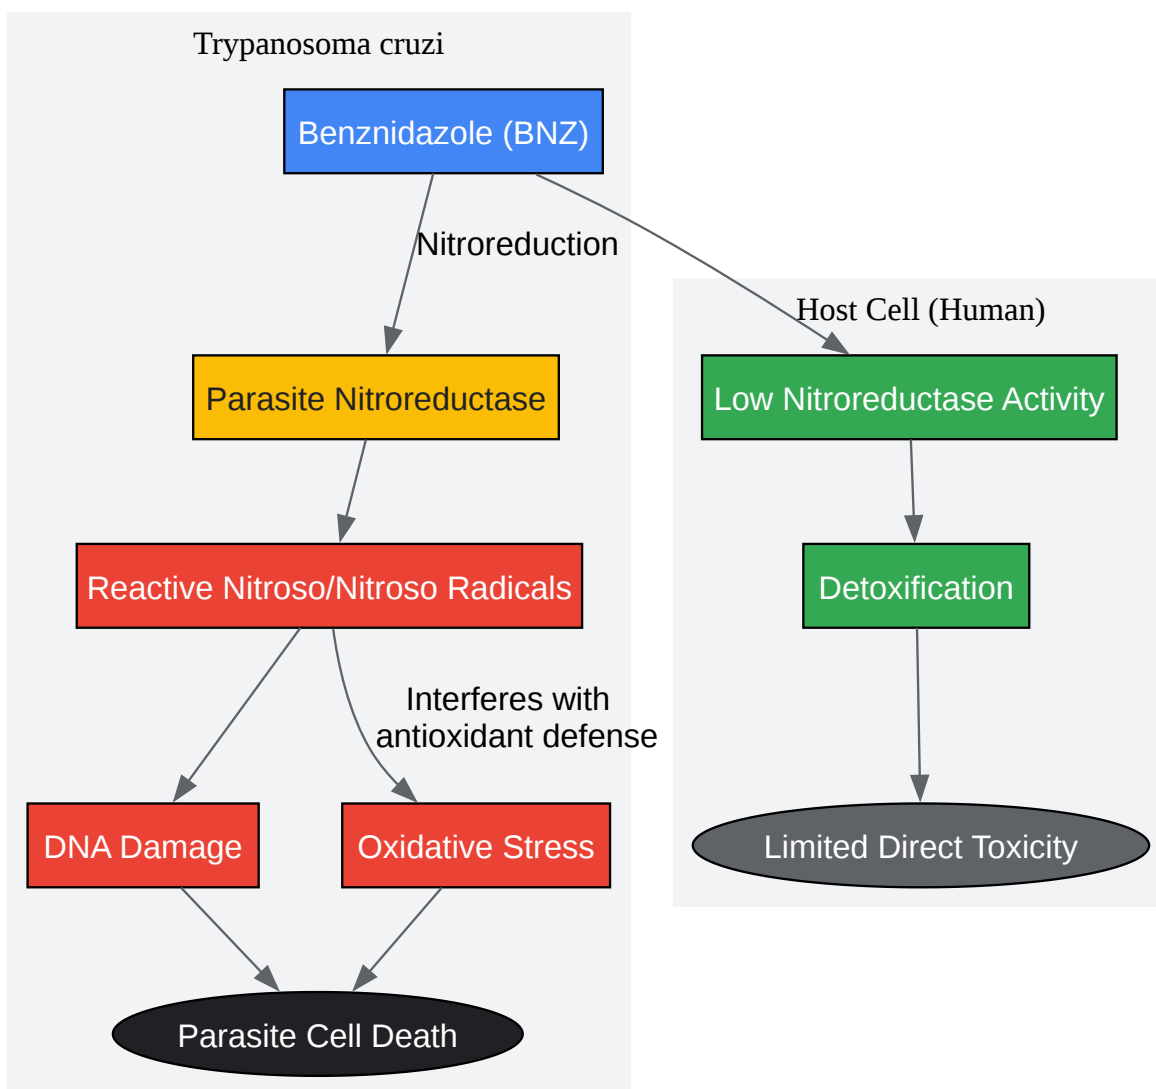 Trypanosoma cruzi
Benznidazole (BNZ)
Nitroreduction
Host Cell (Human)
Parasite Nitroreductase
Low Nitroreductase Activity
Reactive Nitroso/Nitroso Radicals
Detoxification
Interferes with
antioxidant defense
DNA Damage
Oxidative Stress
Limited Direct Toxicity
Parasite Cell Death